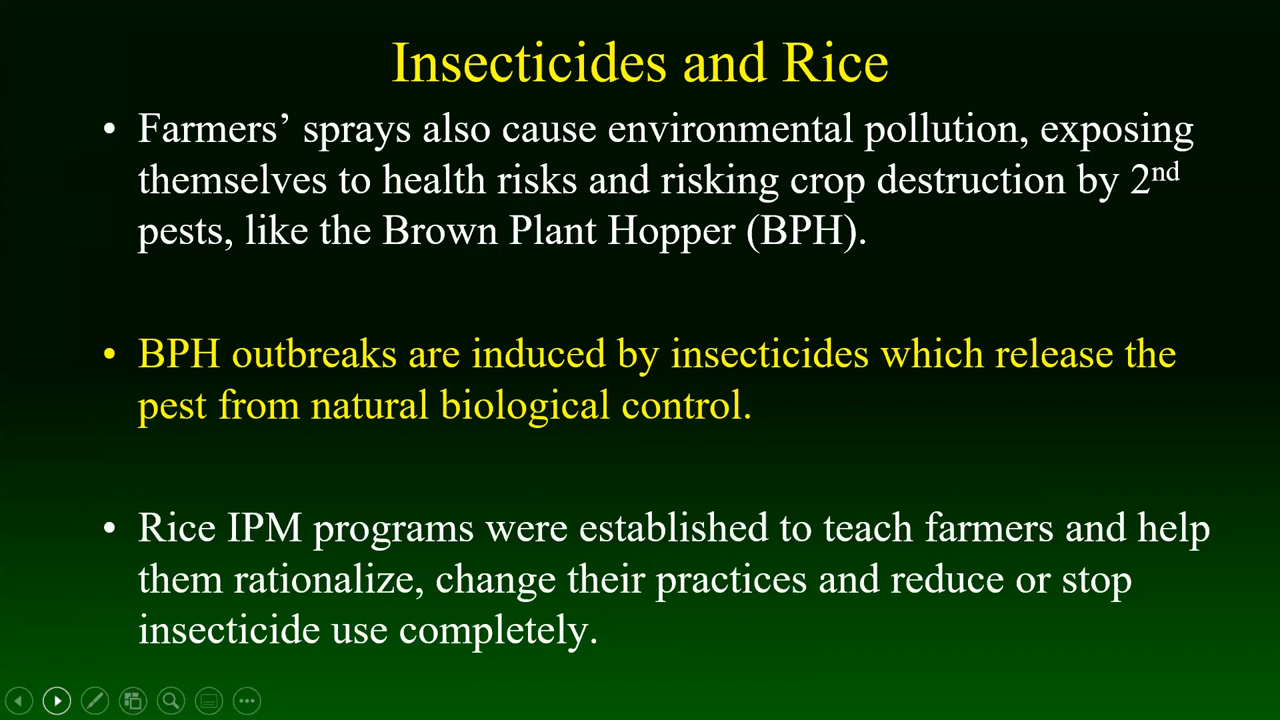 Insecticides and Rice
• Farmers’ sprays also cause environmental pollution, exposing
themselves to health risks and risking crop destruction by 2nd
pests, like the Brown Plant Hopper (BPH).
• BPH outbreaks are induced by insecticides which release the
pest from natural biological control.
• Rice IPM programs were established to teach farmers and help
them rationalize, change their practices and reduce or stop
insecticide use completely.